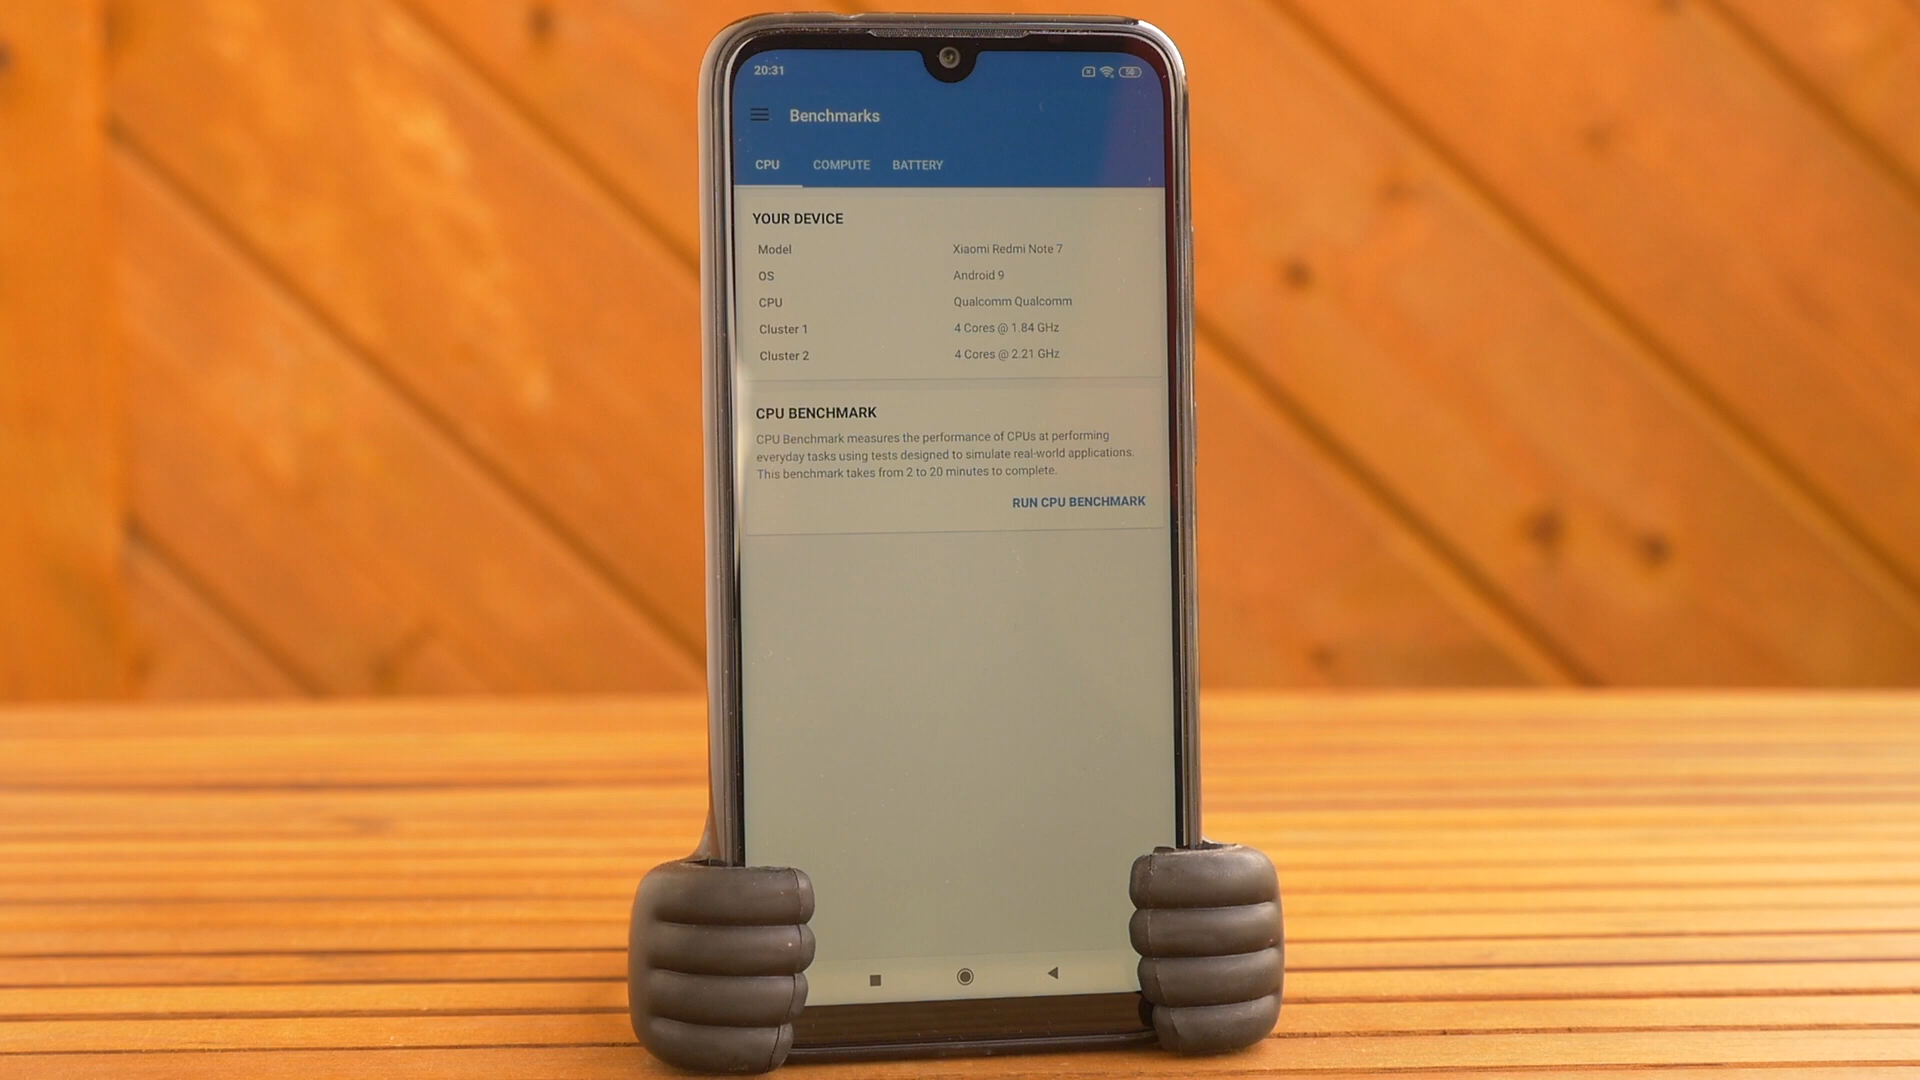 20:31 50
Benchmarks
CPU COMPUTE BATTERY
YOUR DEVICE
Model Xiaomi Redmi Note 7
OS Android 9
CPU Qualcomm Qualcomm
Cluster 1 4 Cores @ 1.84 GHz
Cluster 2 4 Cores @ 2.21 GHz
CPU BENCHMARK
CPU Benchmark measures the performance of CPUs at performing
everyday tasks using tests designed to simulate real-world applications.
This benchmark takes from 2 to 20 minutes to complete.
RUN CPU BENCHMARK